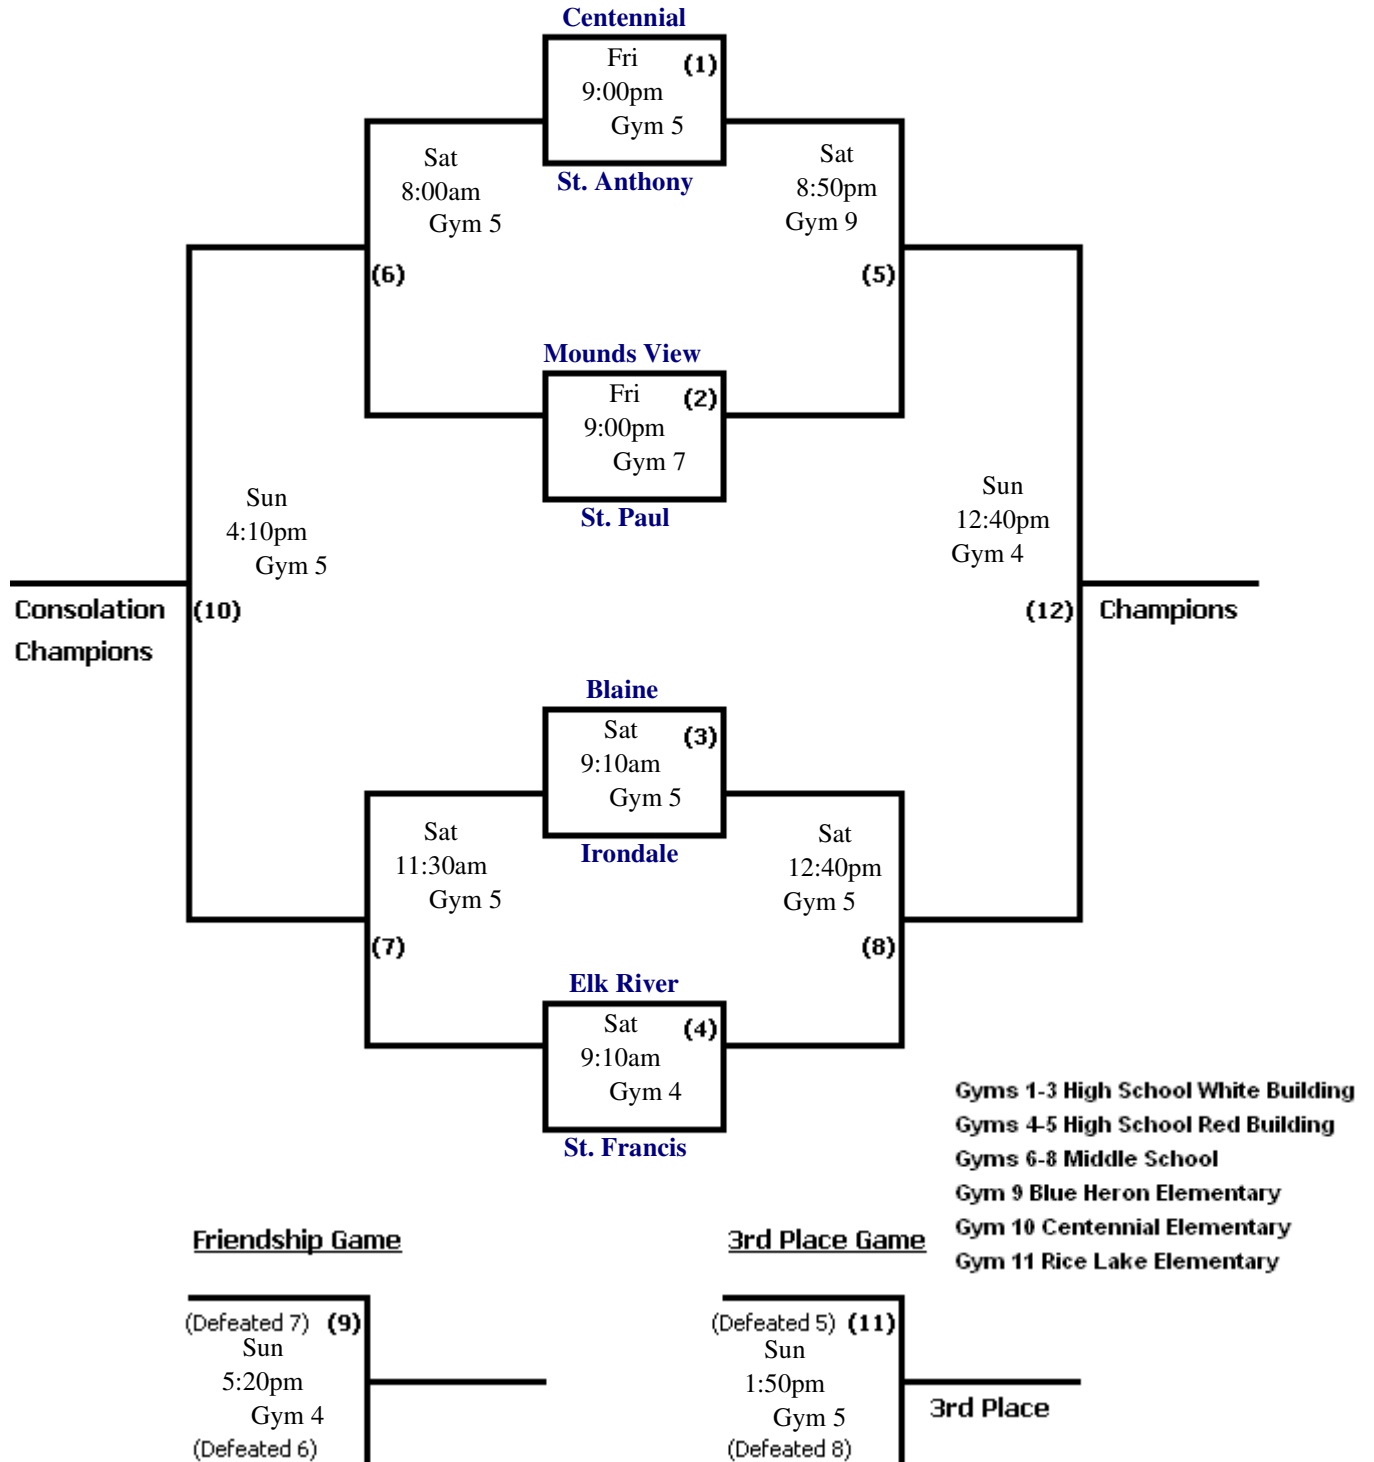 Centennial
Fri (1)
9:00pm
Gym 5
St. Anthony
Sat
8:00am
Gym 5
(6)
Sat
8:50pm
Gym 9
(5)
Mounds View
Fri (2)
9:00pm
Gym 7
St. Paul
Sun
4:10pm
Gym 5
(10)
Consolation
Champions
Sun
12:40pm
Gym 4
(12)
Champions
Blaine
Sat (3)
9:10am
Gym 5
Irondale
Sat
11:30am
Gym 5
(7)
Sat
12:40pm
Gym 5
(8)
Elk River
Sat (4)
9:10am
Gym 4
St. Francis
Gyms 1-3 High School White Building
Gyms 4-5 High School Red Building
Gyms 6-8 Middle School
Gym 9 Blue Heron Elementary
Gym 10 Centennial Elementary
Gym 11 Rice Lake Elementary
Friendship Game
(Defeated 7) (9)
Sun
5:20pm
Gym 4
(Defeated 6)
3rd Place Game
(Defeated 5) (11)
Sun
1:50pm
Gym 5
(Defeated 8)
3rd Place